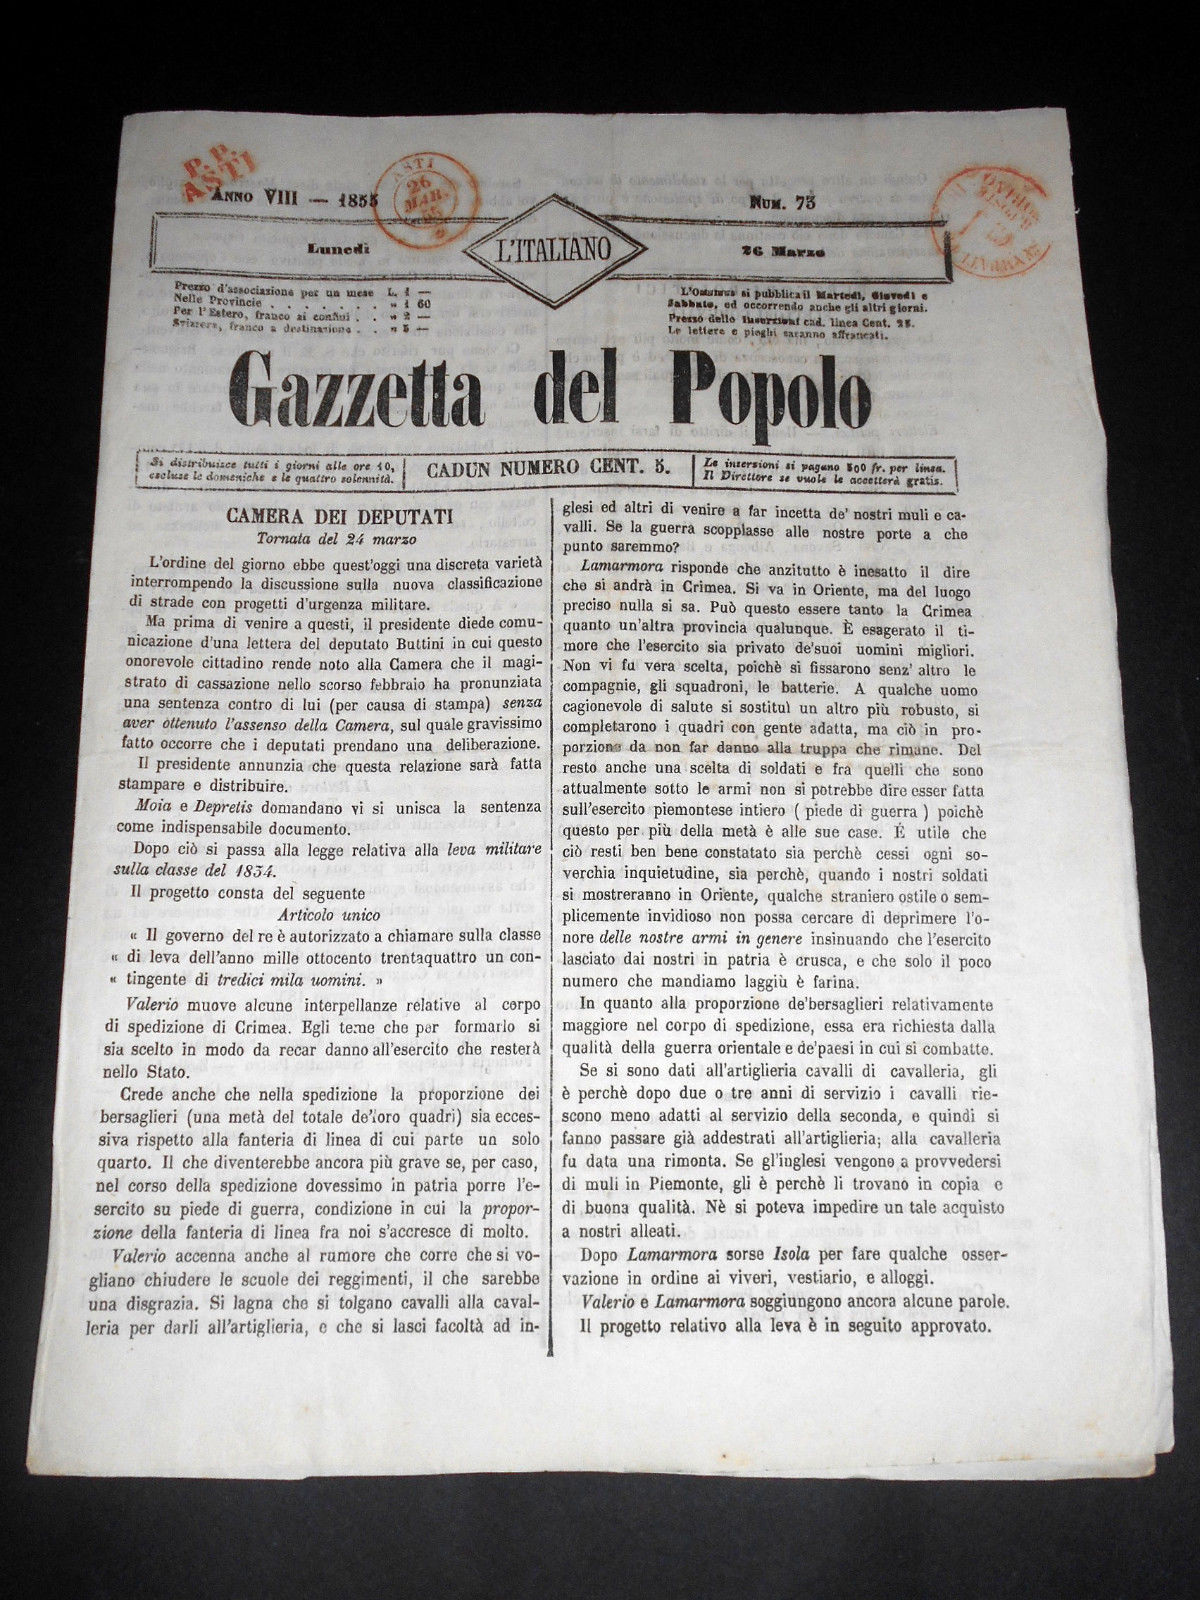 P. P.
ASTI
ASTI
26
MAR.
55
ANNO VIII — 1855
NUM. 73
Lunedì
L'ITALIANO
26 Marzo
Prezzo d'associazione per un mese L. 1 —
Nelle Provincie . . . . . . . » 1 60
Per l'Estero, franco ai confini . . . » 2 —
Svizzera, franco a destinazione . . . . » 5 —
L'Omnibus si pubblica il Martedì, Giovedì e
Sabbato, ed occorrendo anche gli altri giorni.
Prezzo delle Inserzioni cad. linea Cent. 25.
Le lettere e pieghi saranno affrancati.
Gazzetta del Popolo
Si distribuisce tutti i giorni alle ore 10,
escluse le domeniche e le quattro solennità.
CADUN NUMERO CENT. 5.
Le inserzioni si pagano 500 fr. per linea.
Il Direttore se vuole le accetterà gratis.
CAMERA DEI DEPUTATI
Tornata del 24 marzo
L'ordine del giorno ebbe quest'oggi una discreta varietà
interrompendo la discussione sulla nuova classificazione
di strade con progetti d'urgenza militare.
Ma prima di venire a questi, il presidente diede comu-
nicazione d'una lettera del deputato Buttini in cui questo
onorevole cittadino rende noto alla Camera che il magi-
strato di cassazione nello scorso febbraio ha pronunziata
una sentenza contro di lui (per causa di stampa) senza
aver ottenuto l'assenso della Camera, sul quale gravissimo
fatto occorre che i deputati prendano una deliberazione.
Il presidente annunzia che questa relazione sarà fatta
stampare e distribuire.
Moia e Depretis domandano vi si unisca la sentenza
come indispensabile documento.
Dopo ciò si passa alla legge relativa alla leva militare
sulla classe del 1834.
Il progetto consta del seguente
Articolo unico
« Il governo del re è autorizzato a chiamare sulla classe
« di leva dell'anno mille ottocento trentaquattro un con-
« tingente di tredici mila uomini. »
Valerio muove alcune interpellanze relative al corpo
di spedizione di Crimea. Egli teme che per formarlo si
sia scelto in modo da recar danno all'esercito che resterà
nello Stato.
Crede anche che nella spedizione la proporzione dei
bersaglieri (una metà del totale de'loro quadri) sia ecces-
siva rispetto alla fanteria di linea di cui parte un solo
quarto. Il che diventerebbe ancora più grave se, per caso,
nel corso della spedizione dovessimo in patria porre l'e-
sercito su piede di guerra, condizione in cui la propor-
zione della fanteria di linea fra noi s'accresce di molto.
Valerio accenna anche al rumore che corre che si vo-
gliano chiudere le scuole dei reggimenti, il che sarebbe
una disgrazia. Si lagna che si tolgano cavalli alla caval-
leria per darli all'artiglieria, e che si lasci facoltà ad in-
glesi ed altri di venire a far incetta de' nostri muli e ca-
valli. Se la guerra scopplasse alle nostre porte a che
punto saremmo?
Lamarmora risponde che anzitutto è inesatto il dire
che si andrà in Crimea. Si va in Oriente, ma del luogo
preciso nulla si sa. Può questo essere tanto la Crimea
quanto un'altra provincia qualunque. È esagerato il ti-
more che l'esercito sia privato de'suoi uomini migliori.
Non vi fu vera scelta, poichè si fissarono senz' altro le
compagnie, gli squadroni, le batterie. A qualche uomo
cagionevole di salute si sostituì un altro più robusto, si
completarono i quadri con gente adatta, ma ciò in pro-
porzione da non far danno alla truppa che rimane. Del
resto anche una scelta di soldati e fra quelli che sono
attualmente sotto le armi non si potrebbe dire esser fatta
sull'esercito piemontese intiero ( piede di guerra ) poichè
questo per più della metà è alle sue case. É utile che
ciò resti ben bene constatato sia perchè cessi ogni so-
verchia inquietudine, sia perchè, quando i nostri soldati
si mostreranno in Oriente, qualche straniero ostile o sem-
plicemente invidioso non possa cercare di deprimere l'o-
nore delle nostre armi in genere insinuando che l'esercito
lasciato dai nostri in patria è crusca, e che solo il poco
numero che mandiamo laggiù è farina.
In quanto alla proporzione de'bersaglieri relativamente
maggiore nel corpo di spedizione, essa era richiesta dalla
qualità della guerra orientale e de'paesi in cui si combatte.
Se si sono dati all'artiglieria cavalli di cavalleria, gli
è perchè dopo due o tre anni di servizio i cavalli rie-
scono meno adatti al servizio della seconda, e quindi si
fanno passare già addestrati all'artiglieria; alla cavalleria
fu data una rimonta. Se gl'inglesi vengono a provvedersi
di muli in Piemonte, gli è perchè li trovano in copia e
di buona qualità. Nè si poteva impedire un tale acquisto
a nostri alleati.
Dopo Lamarmora sorse Isola per fare qualche osser-
vazione in ordine ai viveri, vestiario, e alloggi.
Valerio e Lamarmora soggiungono ancora alcune parole.
Il progetto relativo alla leva è in seguito approvato.